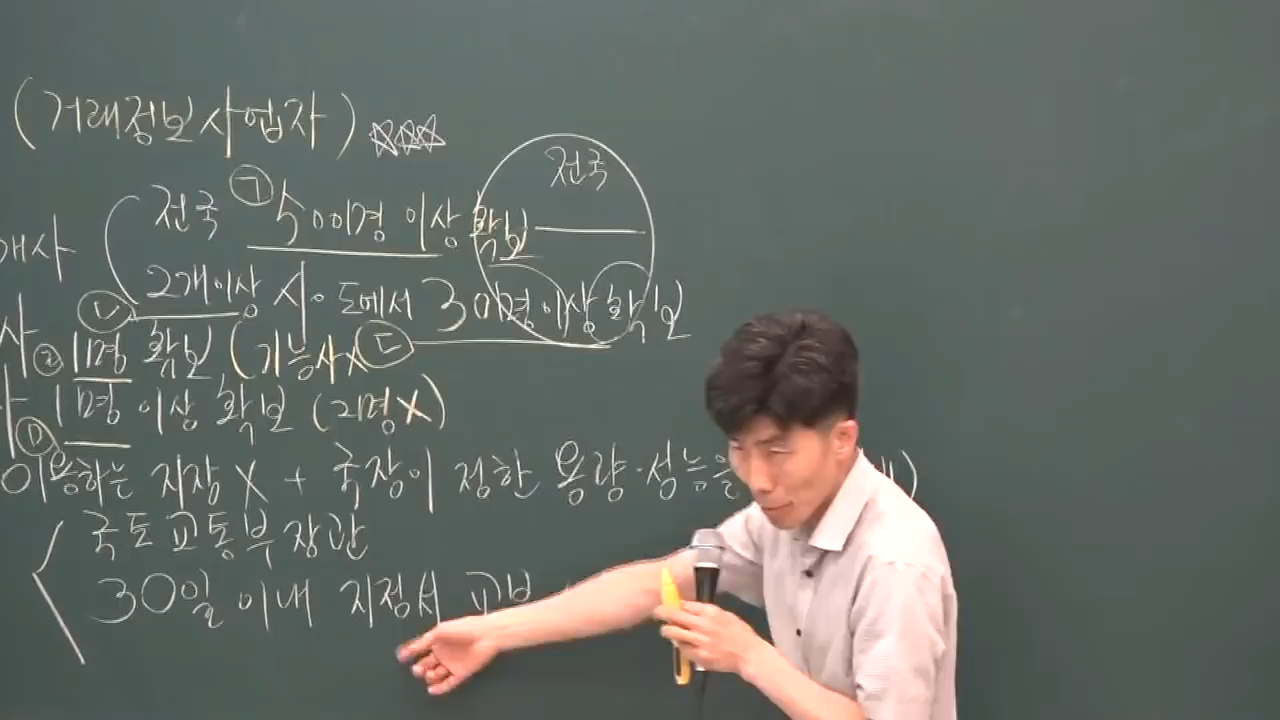 (거래정보사업자)
전국 ㉠ 500명 이상 확보 전국
개사 2개이상 시·도에서 30명 이상 확보
사 ② 1명 확보 (기능사X ㉢
1명 이상 확보 (2명X)
이용하는 지장 X + 국장이 정한 용량·성능을 )
국토교통부장관
30일 이내 지정서 교부